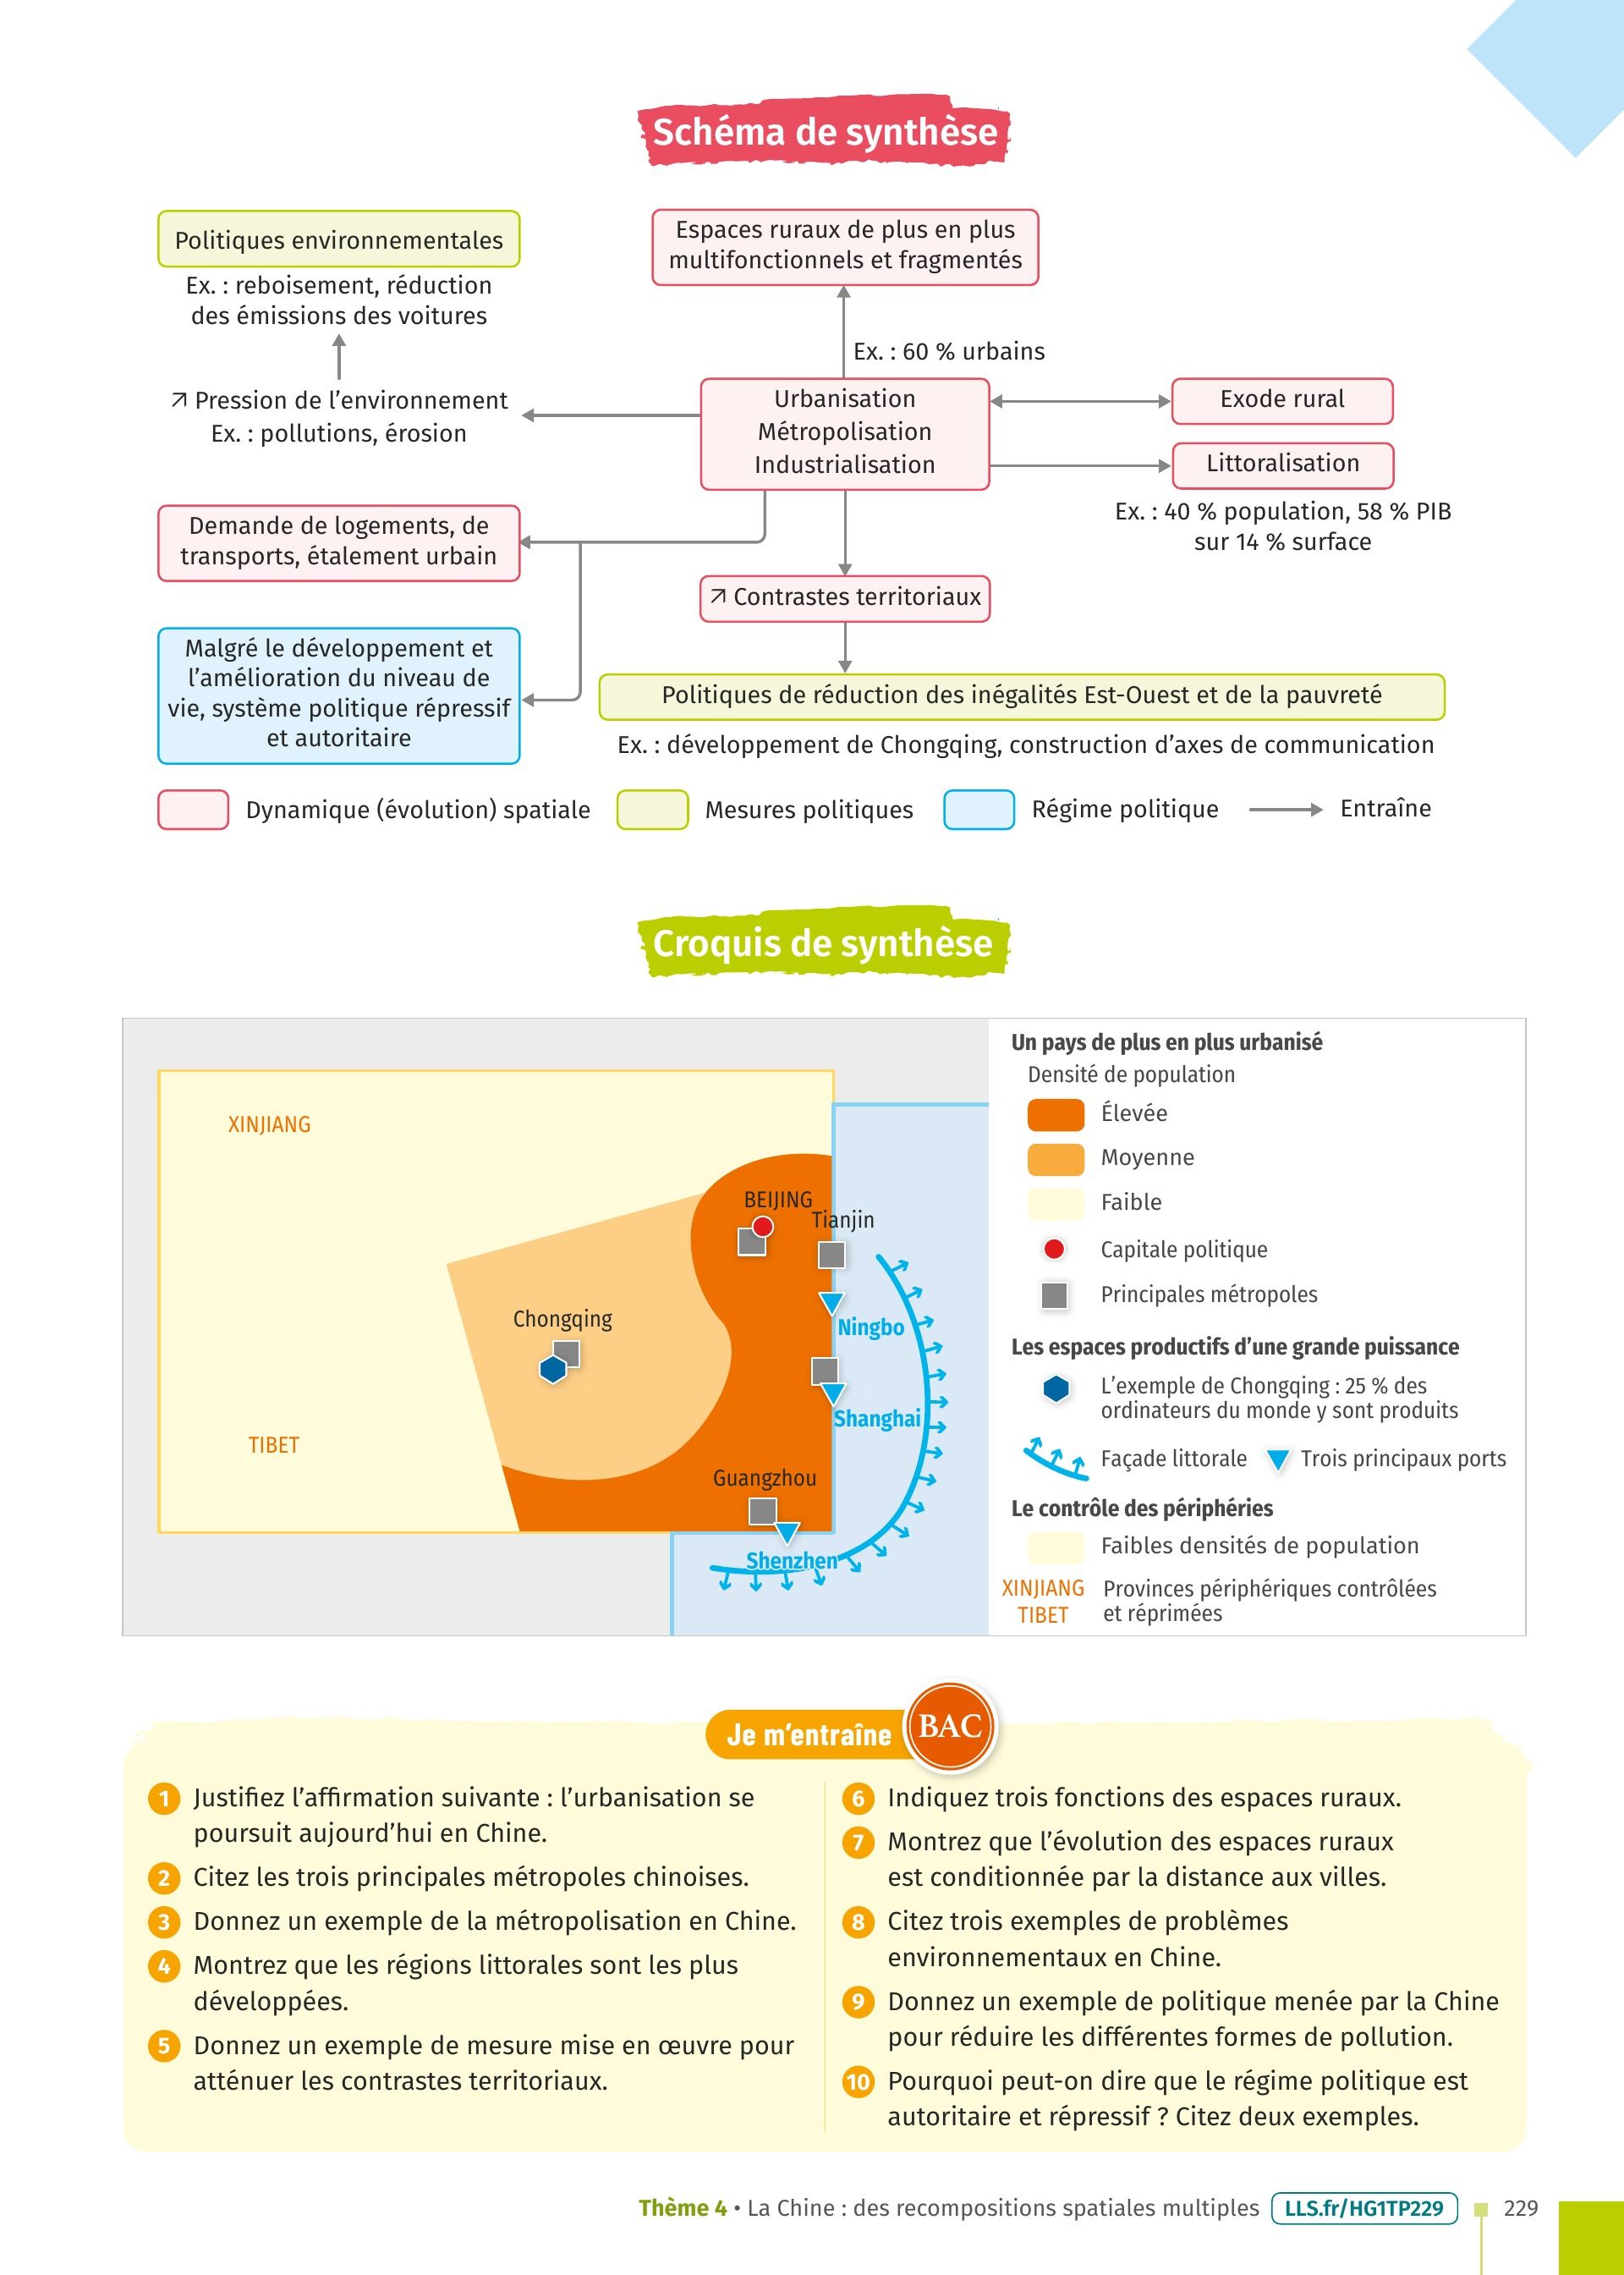 Schéma de synthèse
Politiques environnementales
Ex. : reboisement, réduction
des émissions des voitures
↗ Pression de l'environnement
Ex. : pollutions, érosion
Espaces ruraux de plus en plus
multifonctionnels et fragmentés
Ex. : 60 % urbains
Urbanisation
Métropolisation
Industrialisation
Exode rural
Littoralisation
Ex. : 40 % population, 58 % PIB
sur 14 % surface
Demande de logements, de
transports, étalement urbain
↗ Contrastes territoriaux
Malgré le développement et
l'amélioration du niveau de
vie, système politique répressif
et autoritaire
Politiques de réduction des inégalités Est-Ouest et de la pauvreté
Ex. : développement de Chongqing, construction d'axes de communication
Dynamique (évolution) spatiale
Mesures politiques
Régime politique
Entraîne
Croquis de synthèse
XINJIANG
BEIJING
Tianjin
Chongqing
Ningbo
Shanghai
TIBET
Guangzhou
Shenzhen
Un pays de plus en plus urbanisé
Densité de population
Élevée
Moyenne
Faible
Capitale politique
Principales métropoles
Les espaces productifs d'une grande puissance
L'exemple de Chongqing : 25 % des
ordinateurs du monde y sont produits
Façade littorale
Trois principaux ports
Le contrôle des périphéries
Faibles densités de population
XINJIANG
TIBET
Provinces périphériques contrôlées
et réprimées
Je m'entraîne
BAC
1 Justifiez l'affirmation suivante : l'urbanisation se
poursuit aujourd'hui en Chine.
2 Citez les trois principales métropoles chinoises.
3 Donnez un exemple de la métropolisation en Chine.
4 Montrez que les régions littorales sont les plus
développées.
5 Donnez un exemple de mesure mise en œuvre pour
atténuer les contrastes territoriaux.
6 Indiquez trois fonctions des espaces ruraux.
7 Montrez que l'évolution des espaces ruraux
est conditionnée par la distance aux villes.
8 Citez trois exemples de problèmes
environnementaux en Chine.
9 Donnez un exemple de politique menée par la Chine
pour réduire les différentes formes de pollution.
10 Pourquoi peut-on dire que le régime politique est
autoritaire et répressif ? Citez deux exemples.
Thème 4 • La Chine : des recompositions spatiales multiples LLS.fr/HG1TP229 229